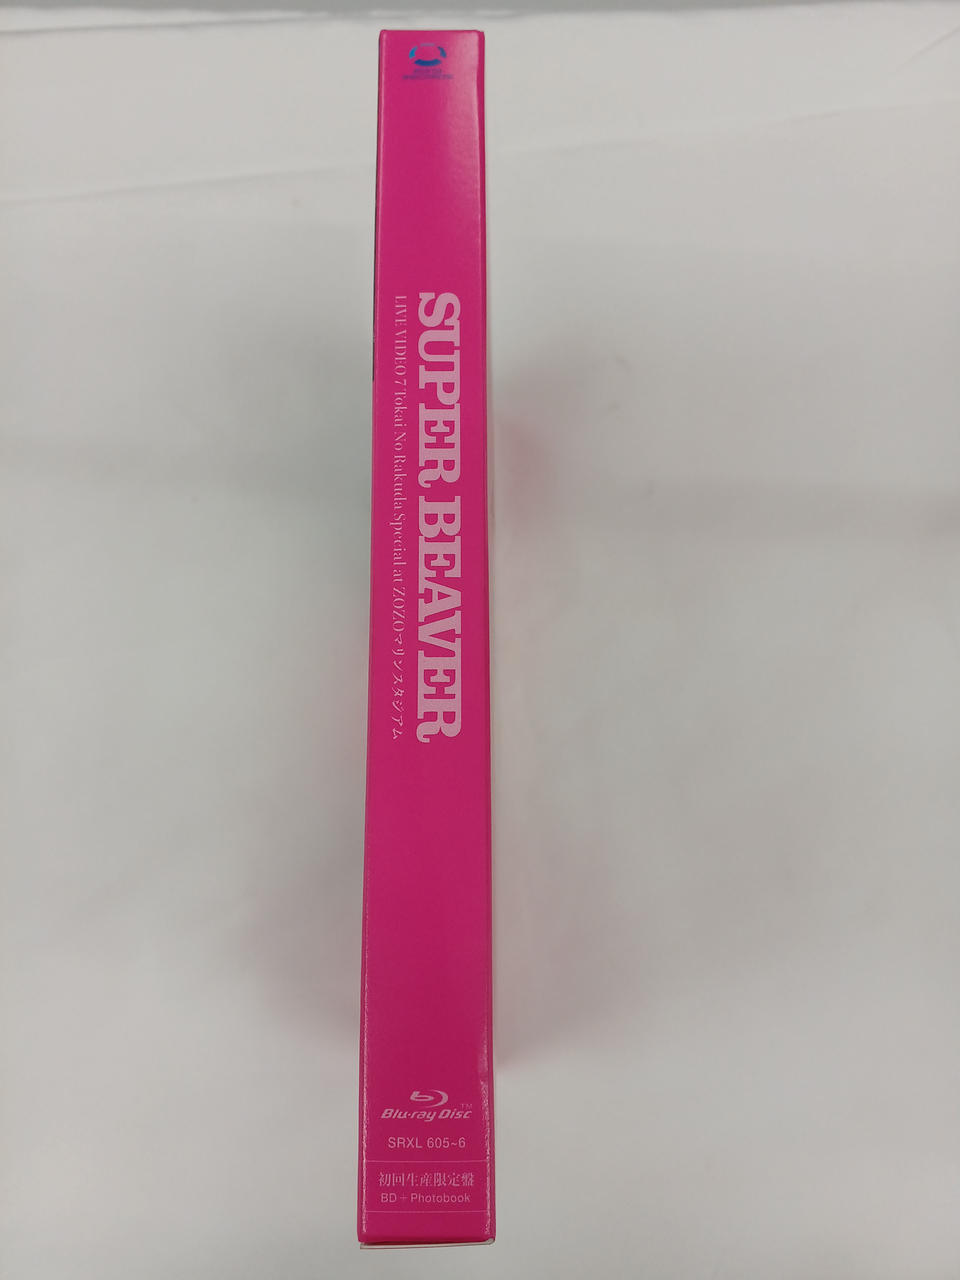 SUPER BEAVER
LIVE VIDEO 7 Tokai No Rakuda Special at ZOZOマリンスタジアム
Blu-ray Disc™
SRXL 605~6
初回生産限定盤
BD+Photobook